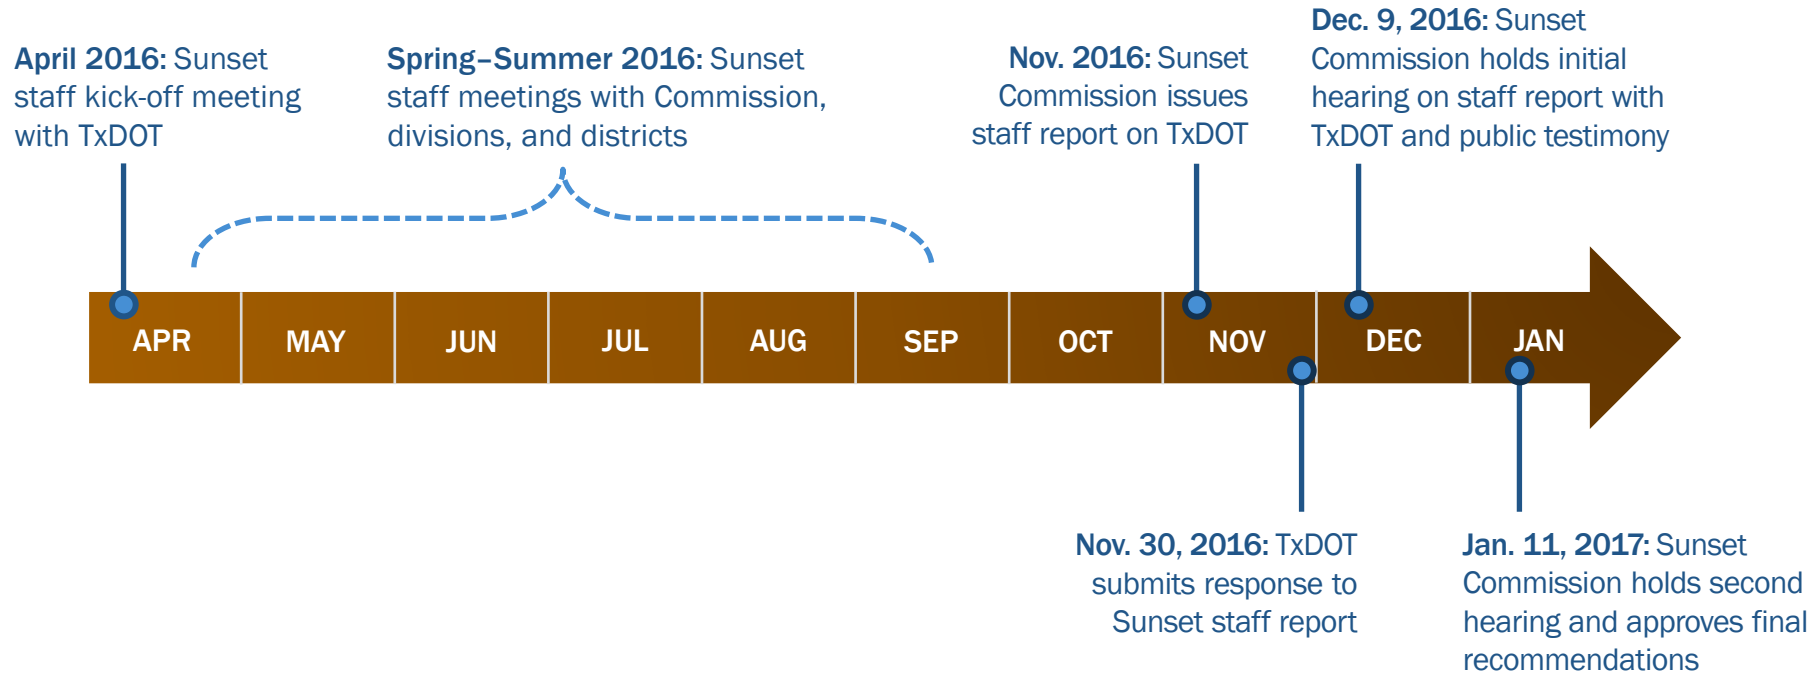 April 2016: Sunset
staff kick-off meeting
with TxDOT
Spring–Summer 2016: Sunset
staff meetings with Commission,
divisions, and districts
Nov. 2016: Sunset
Commission issues
staff report on TxDOT
Dec. 9, 2016: Sunset
Commission holds initial
hearing on staff report with
TxDOT and public testimony
APR
MAY
JUN
JUL
AUG
SEP
OCT
NOV
DEC
JAN
Nov. 30, 2016: TxDOT
submits response to
Sunset staff report
Jan. 11, 2017: Sunset
Commission holds second
hearing and approves final
recommendations